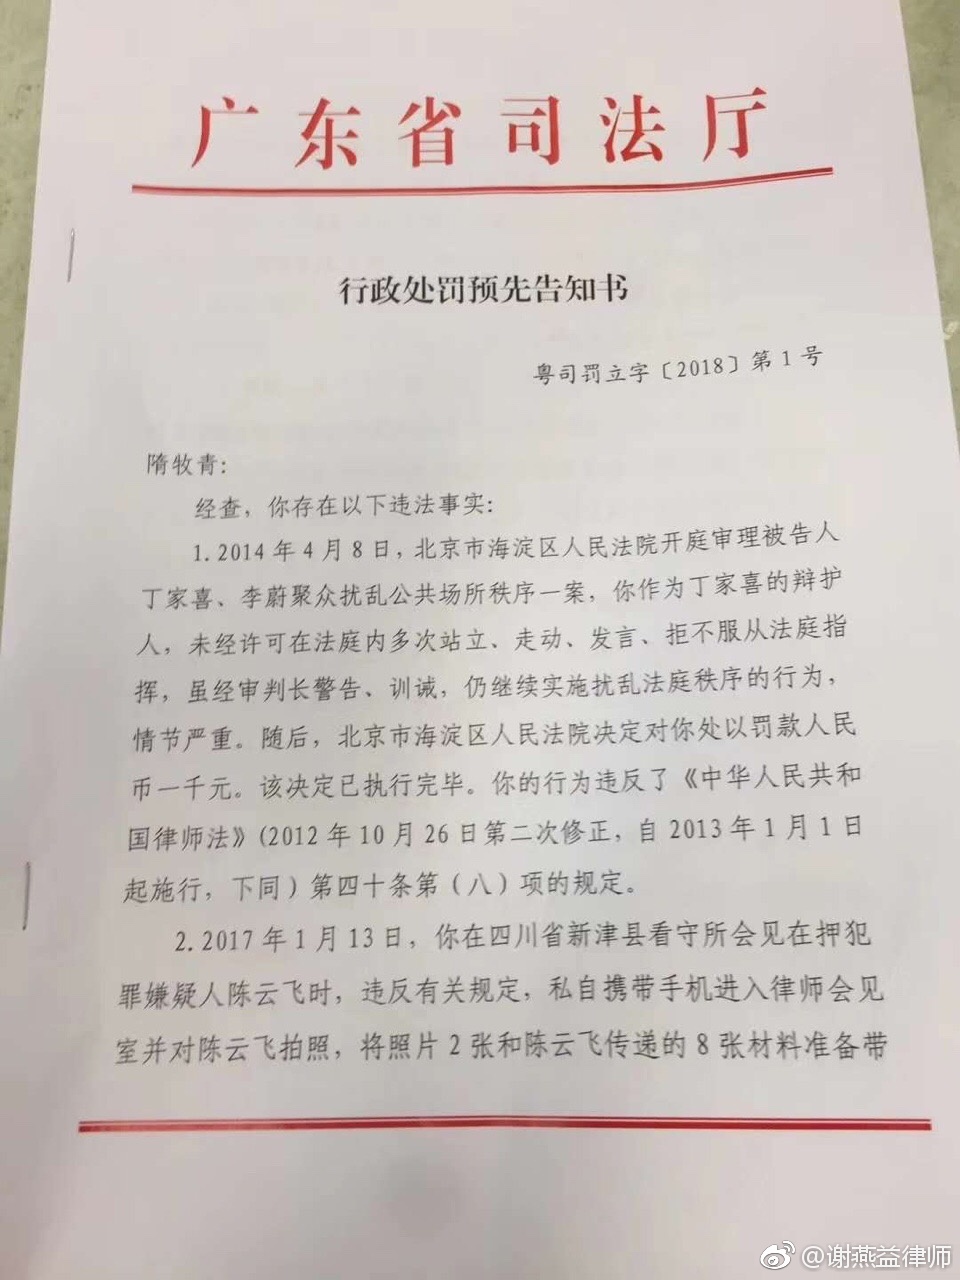 广东省司法厅
行政处罚预先告知书
粤司罚立字〔2018〕第1号
隋牧青：
经查，你存在以下违法事实：
1.2014年4月8日，北京市海淀区人民法院开庭审理被告人
丁家喜、李蔚聚众扰乱公共场所秩序一案，你作为丁家喜的辩护
人，未经许可在法庭内多次站立、走动、发言、拒不服从法庭指
挥，虽经审判长警告、训诫，仍继续实施扰乱法庭秩序的行为，
情节严重。随后，北京市海淀区人民法院决定对你处以罚款人民
币一千元。该决定已执行完毕。你的行为违反了《中华人民共和
国律师法》(2012年10月26日第二次修正，自2013年1月1日
起施行，下同）第四十条第（八）项的规定。
2.2017年1月13日，你在四川省新津县看守所会见在押犯
罪嫌疑人陈云飞时，违反有关规定，私自携带手机进入律师会见
室并对陈云飞拍照，将照片2张和陈云飞传递的8张材料准备带
@谢燕益律师